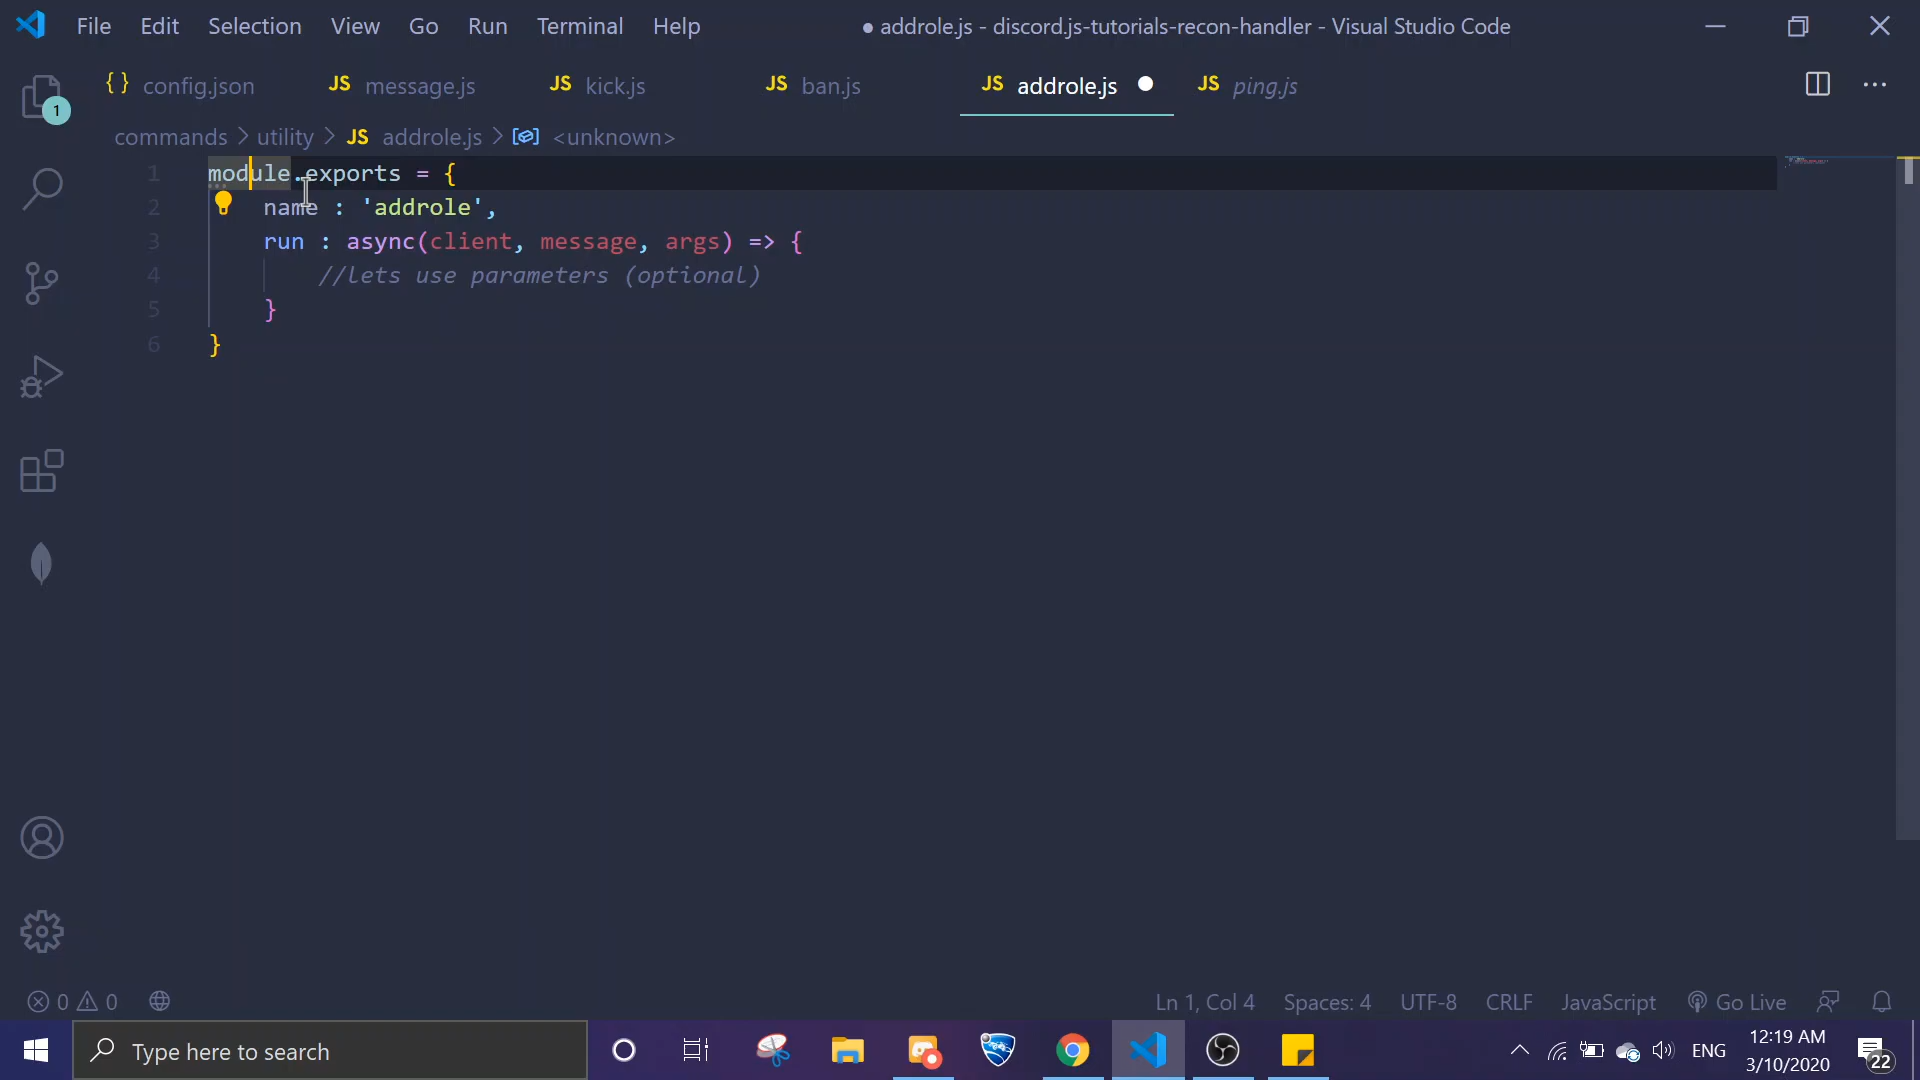 File Edit Selection View Go Run Terminal Help ● addrole.js - discord.js-tutorials-recon-handler - Visual Studio Code
1 { } config.json JS message.js JS kick.js JS ban.js JS addrole.js JS ping.js
commands > utility > JS addrole.js > <unknown>
1 module.exports = {
2 name : 'addrole',
3 run : async(client, message, args) => {
4 //lets use parameters (optional)
5 }
6 }
0 0 Ln 1, Col 4 Spaces: 4 UTF-8 CRLF JavaScript Go Live
Type here to search ENG 12:19 AM
3/10/2020 22